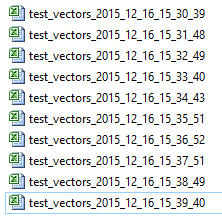 test_vectors_2015_12_16_15_30_39
test_vectors_2015_12_16_15_31_48
test_vectors_2015_12_16_15_32_49
test_vectors_2015_12_16_15_33_40
test_vectors_2015_12_16_15_34_43
test_vectors_2015_12_16_15_35_51
test_vectors_2015_12_16_15_36_52
test_vectors_2015_12_16_15_37_51
test_vectors_2015_12_16_15_38_49
test_vectors_2015_12_16_15_39_40